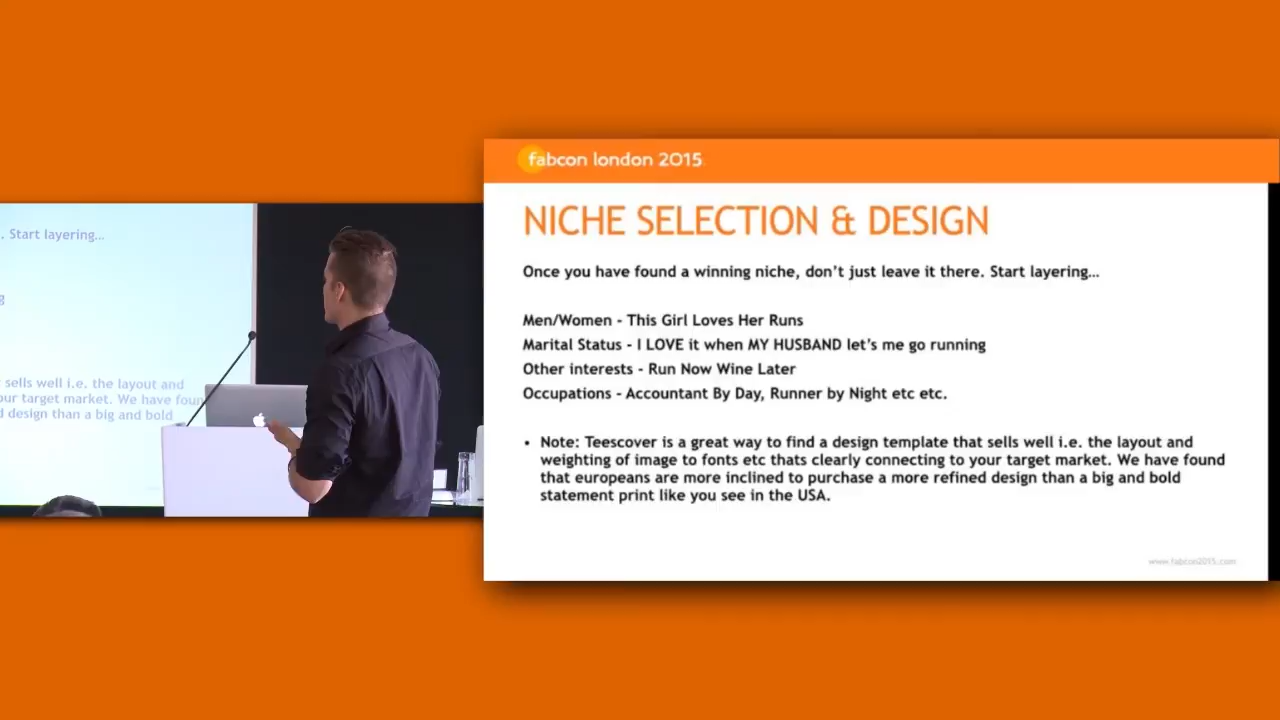 . Start layering...
sells well i.e. the layout and
our target market. We have foun
d design than a big and bold
fabcon london 2015
NICHE SELECTION & DESIGN
Once you have found a winning niche, don't just leave it there. Start layering...
Men/Women - This Girl Loves Her Runs
Marital Status - I LOVE it when MY HUSBAND let's me go running
Other interests - Run Now Wine Later
Occupations - Accountant By Day, Runner by Night etc etc.
• Note: Teescover is a great way to find a design template that sells well i.e. the layout and
weighting of image to fonts etc thats clearly connecting to your target market. We have found
that europeans are more inclined to purchase a more refined design than a big and bold
statement print like you see in the USA.
www.fabcon2015.com